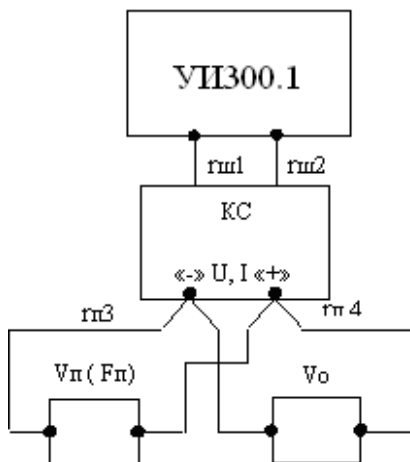 УИ300.1
rш1 rш2
КС
«-» U, I «+»
rп3 rп 4
Vп ( Fп) Vо